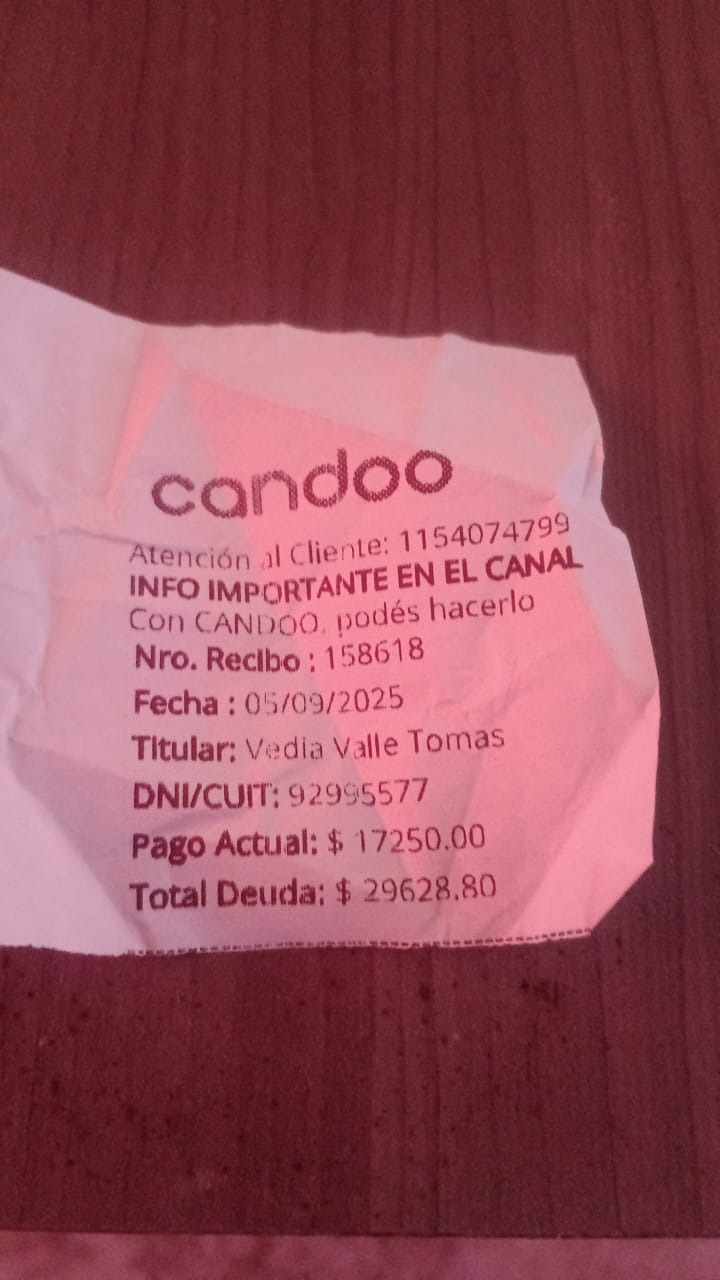 candoo
Atención al Cliente: 1154074799
INFO IMPORTANTE EN EL CANAL
Con CANDOO, podés hacerlo
Nro. Recibo : 158618
Fecha : 05/09/2025
Titular: Vedia Valle Tomas
DNI/CUIT: 92995577
Pago Actual: $ 17250.00
Total Deuda: $ 29628.80